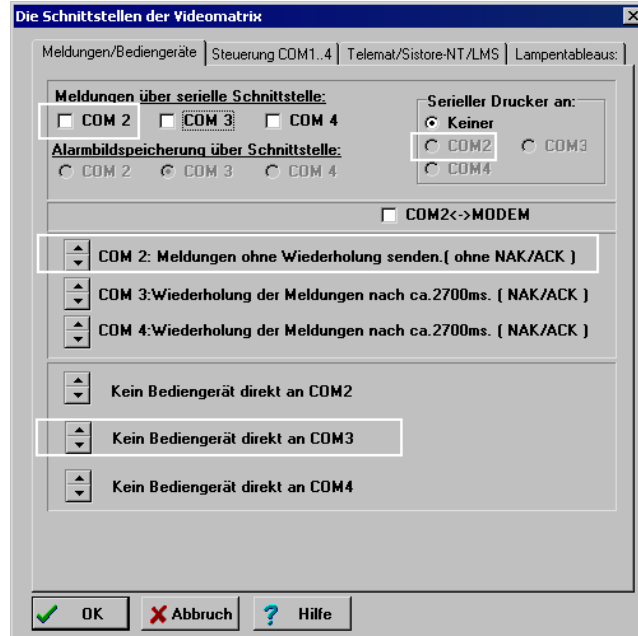 Die Schnittstellen der Videomatrix
Meldungen/Bediengeräte Steuerung COM1..4 Telemat/Sistore-NT/LMS Lampentableaus:
Meldungen über serielle Schnittstelle:
COM 2 COM 3 COM 4
Alarmbildspeicherung über Schnittstelle:
COM 2 COM 3 COM 4
Serieller Drucker an:
Keiner
COM2 COM3
COM4
COM2<->MODEM
COM 2: Meldungen ohne Wiederholung senden.( ohne NAK/ACK )
COM 3:Wiederholung der Meldungen nach ca.2700ms. ( NAK/ACK )
COM 4:Wiederholung der Meldungen nach ca.2700ms. ( NAK/ACK )
Kein Bediengerät direkt an COM2
Kein Bediengerät direkt an COM3
Kein Bediengerät direkt an COM4
OK Abbruch ? Hilfe